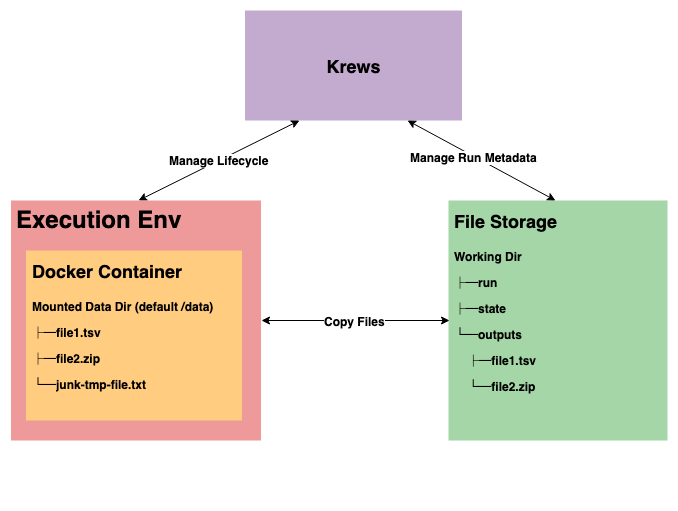 Krews
Manage Lifecycle
Manage Run Metadata
Execution Env
Docker Container
Mounted Data Dir (default /data)
├──file1.tsv
├──file2.zip
└──junk-tmp-file.txt
Copy Files
File Storage
Working Dir
├──run
├──state
└──outputs
├──file1.tsv
└──file2.zip